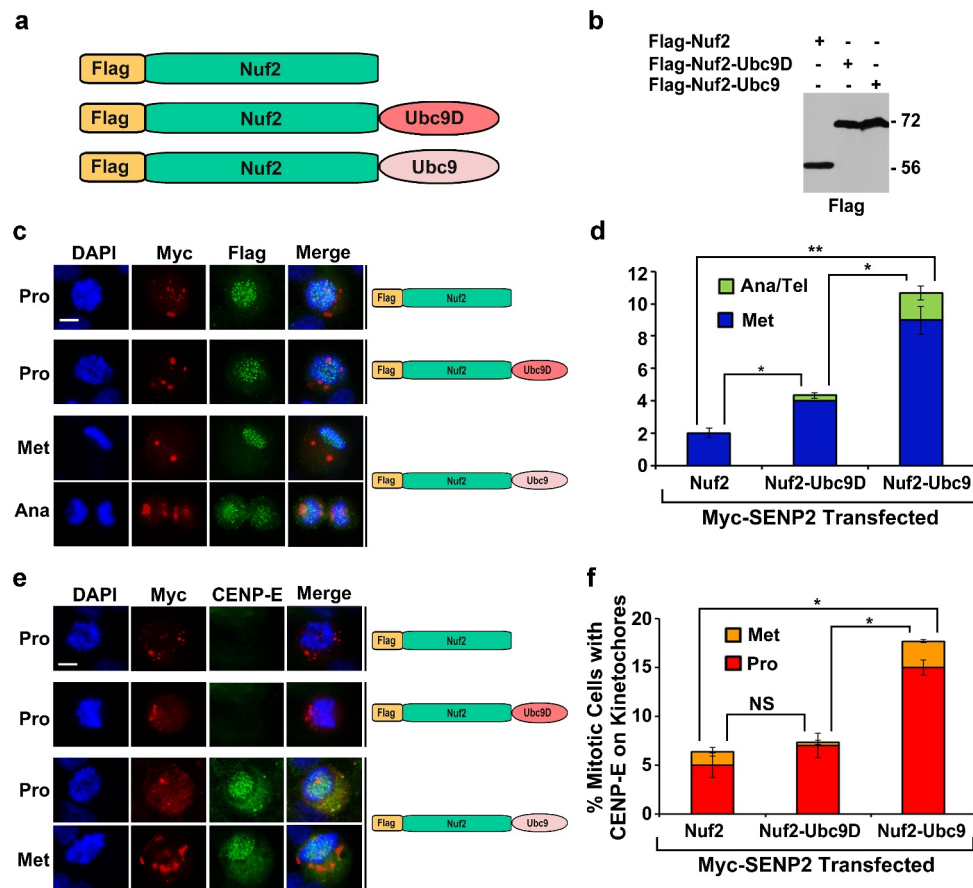 a
Flag Nuf2
Flag Nuf2 Ubc9D
Flag Nuf2 Ubc9
b
Flag-Nuf2 + - -
Flag-Nuf2-Ubc9D - + -
Flag-Nuf2-Ubc9 - - +
- 72
- 56
Flag
c
DAPI Myc Flag Merge
Pro
Flag Nuf2
Pro
Flag Nuf2 Ubc9D
Met
Flag Nuf2 Ubc9
Ana
d
**
*
*
Ana/Tel
Met
12
10
8
6
4
2
0
Nuf2 Nuf2-Ubc9D Nuf2-Ubc9
Myc-SENP2 Transfected
e
DAPI Myc CENP-E Merge
Pro
Flag Nuf2
Pro
Flag Nuf2 Ubc9D
Pro
Flag Nuf2 Ubc9
Met
f
% Mitotic Cells with
CENP-E on Kinetochores
*
*
NS
Met
Pro
20
15
10
5
0
Nuf2 Nuf2-Ubc9D Nuf2-Ubc9
Myc-SENP2 Transfected